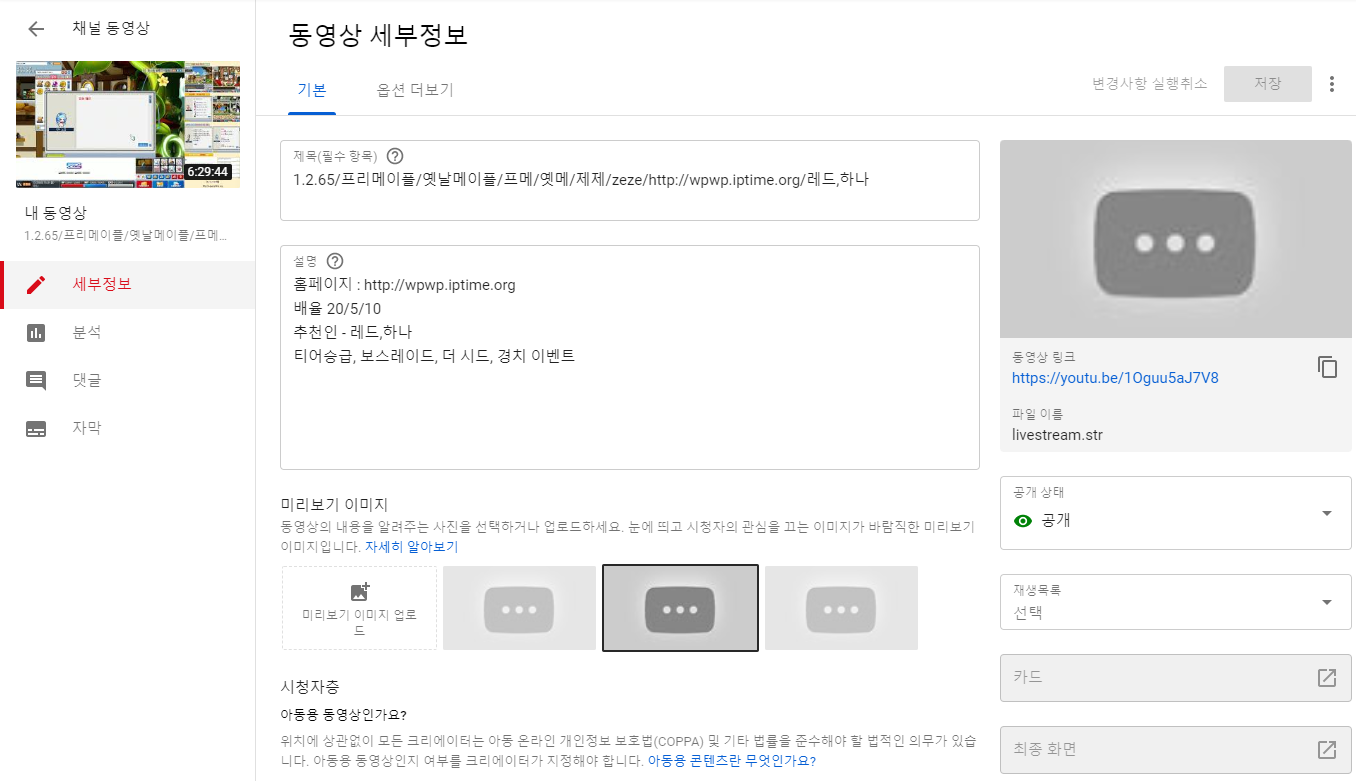 채널 동영상
6:29:44
내 동영상
1.2.65/프리메이플/옛날메이플/프메...
세부정보
분석
댓글
자막
동영상 세부정보
기본
옵션 더보기
변경사항 실행취소
저장
제목(필수 항목)
1.2.65/프리메이플/옛날메이플/프메/옛메/제제/zeze/http://wpwp.iptime.org/레드,하나
설명
홈페이지 : http://wpwp.iptime.org
배율 20/5/10
추천인 - 레드,하나
티어승급, 보스레이드, 더 시드, 경치 이벤트
미리보기 이미지
동영상의 내용을 알려주는 사진을 선택하거나 업로드하세요. 눈에 띄고 시청자의 관심을 끄는 이미지가 바람직한 미리보기
이미지입니다. 자세히 알아보기
미리보기 이미지 업로
드
시청자층
아동용 동영상인가요?
위치에 상관없이 모든 크리에이터는 아동 온라인 개인정보 보호법(COPPA) 및 기타 법률을 준수해야 할 법적인 의무가 있습
니다. 아동용 동영상인지 여부를 크리에이터가 지정해야 합니다. 아동용 콘텐츠란 무엇인가요?
동영상 링크
https://youtu.be/1Oguu5aJ7V8
파일 이름
livestream.str
공개 상태
공개
재생목록
선택
카드
최종 화면